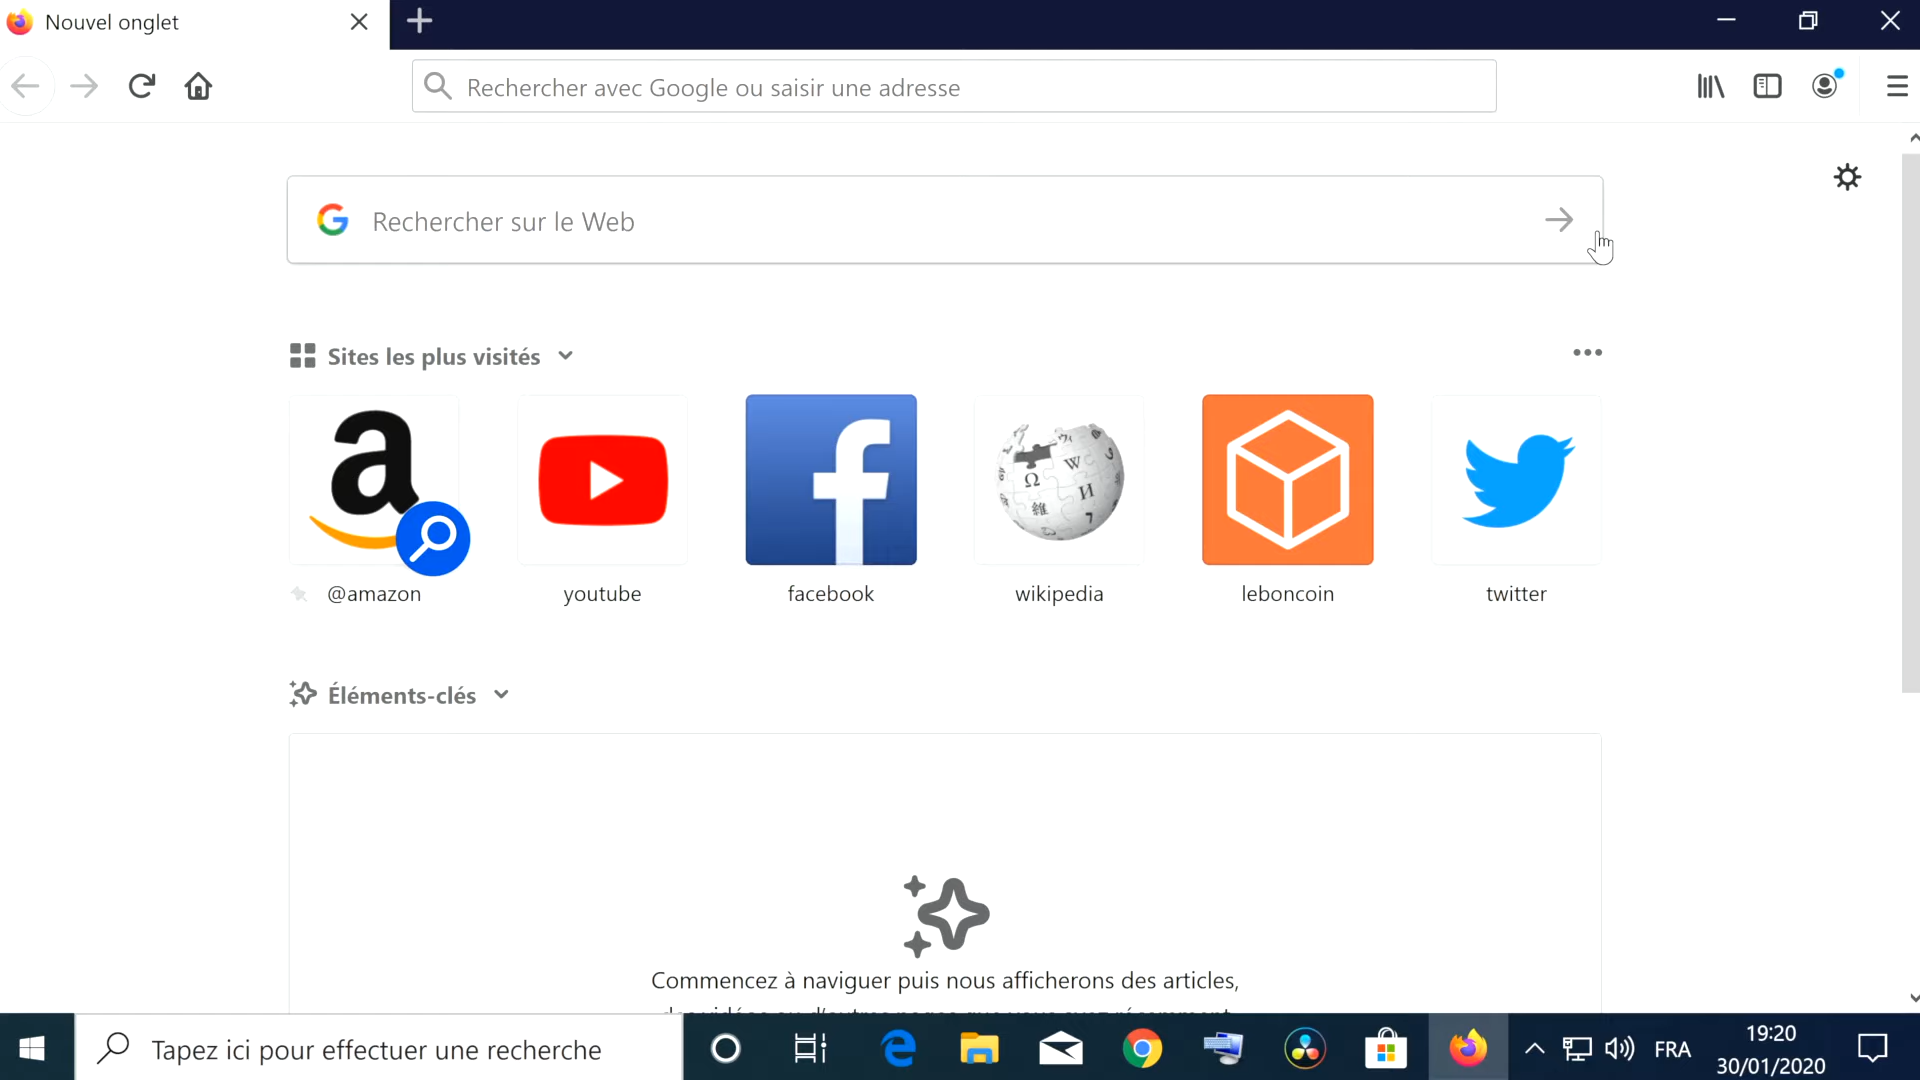 Nouvel onglet
Rechercher avec Google ou saisir une adresse
Rechercher sur le Web
Sites les plus visités
@amazon
youtube
facebook
wikipedia
leboncoin
twitter
Éléments-clés
Commencez à naviguer puis nous afficherons des articles,
Tapez ici pour effectuer une recherche
FRA
19:20
30/01/2020